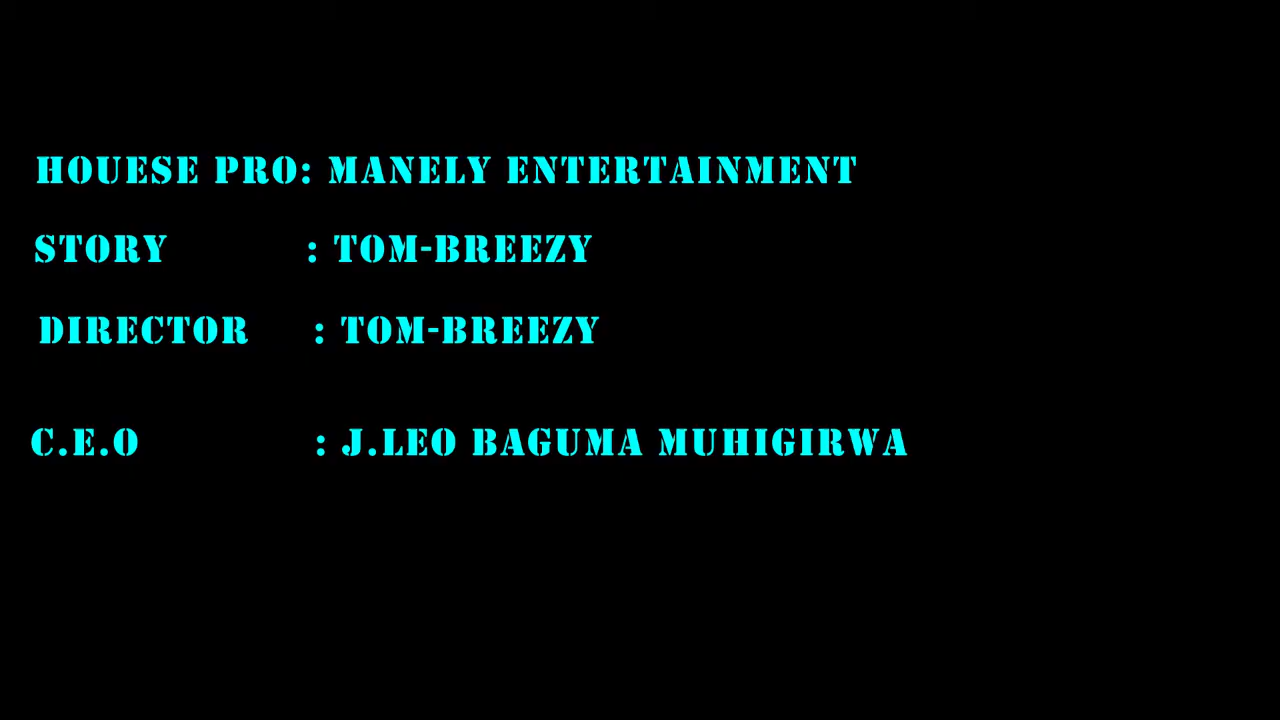 HOUESE PRO: MANELY ENTERTAINMENT
STORY : TOM-BREEZY
DIRECTOR : TOM-BREEZY
C.E.O : J.LEO BAGUMA MUHIGIRWA